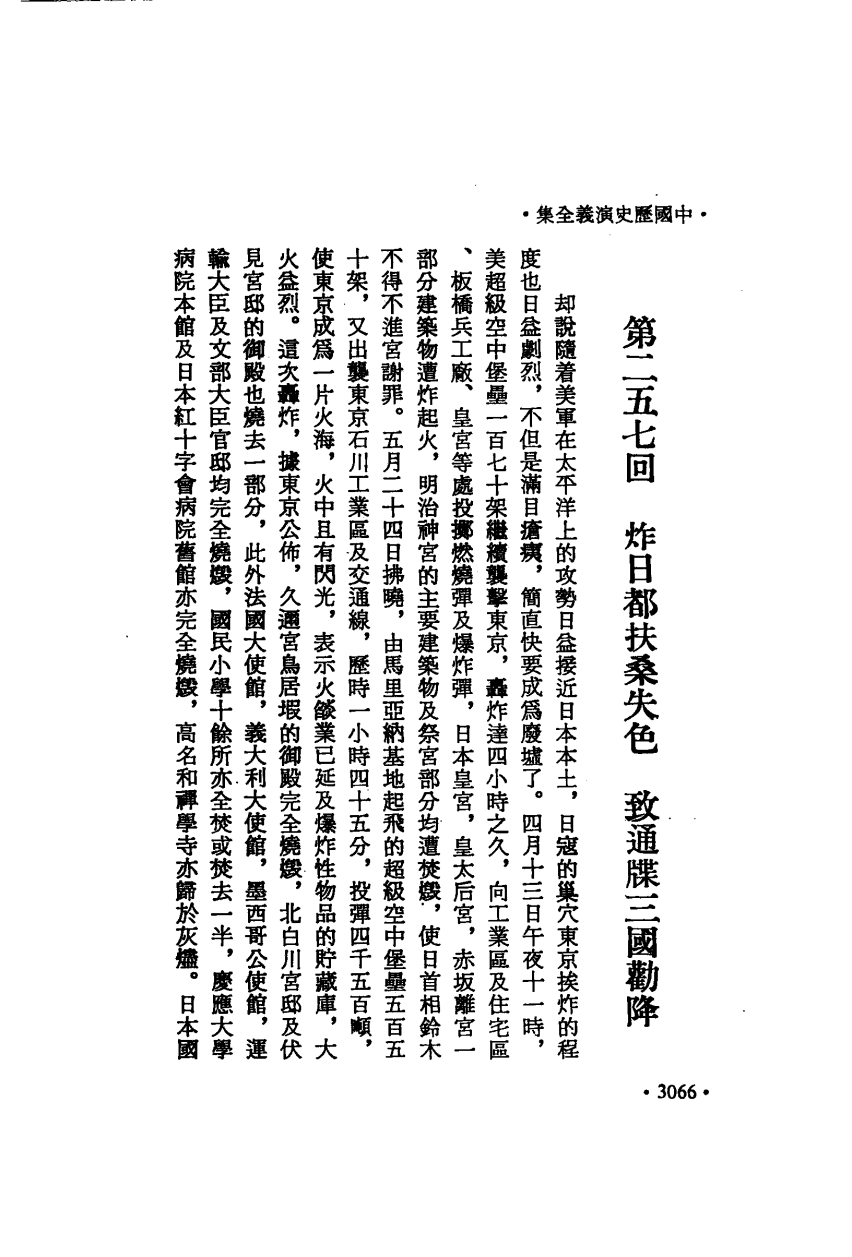 •集全義演史歷國中•
第二五七回　炸日都扶桑失色　致通牒三國勸降
却說隨着美軍在太平洋上的攻勢日益接近日本本土，日寇的巢穴東京挨炸的程
度也日益劇烈，不但是滿目瘡痍，簡直快要成爲廢墟了。四月十三日午夜十一時，
美超級空中堡壘一百七十架繼續襲擊東京，轟炸達四小時之久，向工業區及住宅區
、板橋兵工廠、皇宮等處投擲燃燒彈及爆炸彈，日本皇宮，皇太后宮，赤坂離宮一
部分建築物遭炸起火，明治神宮的主要建築物及祭宮部分均遭焚燬，使日首相鈴木
不得不進宮謝罪。五月二十四日拂曉，由馬里亞納基地起飛的超級空中堡壘五百五
十架，又出襲東京石川工業區及交通線，歷時一小時四十五分，投彈四千五百噸，
使東京成爲一片火海，火中且有閃光，表示火燄業已延及爆炸性物品的貯藏庫，大
火益烈。這次轟炸，據東京公佈，久邇宮鳥居瑕的御殿完全燒燬，北白川宮邸及伏
見宮邸的御殿也燒去一部分，此外法國大使館，義大利大使館，墨西哥公使館，運
輸大臣及文部大臣官邸均完全燒燬，國民小學十餘所亦全焚或焚去一半，慶應大學
病院本館及日本紅十字會病院舊館亦完全燒燬，高名和禪學寺亦歸於灰燼。日本國
•3066•